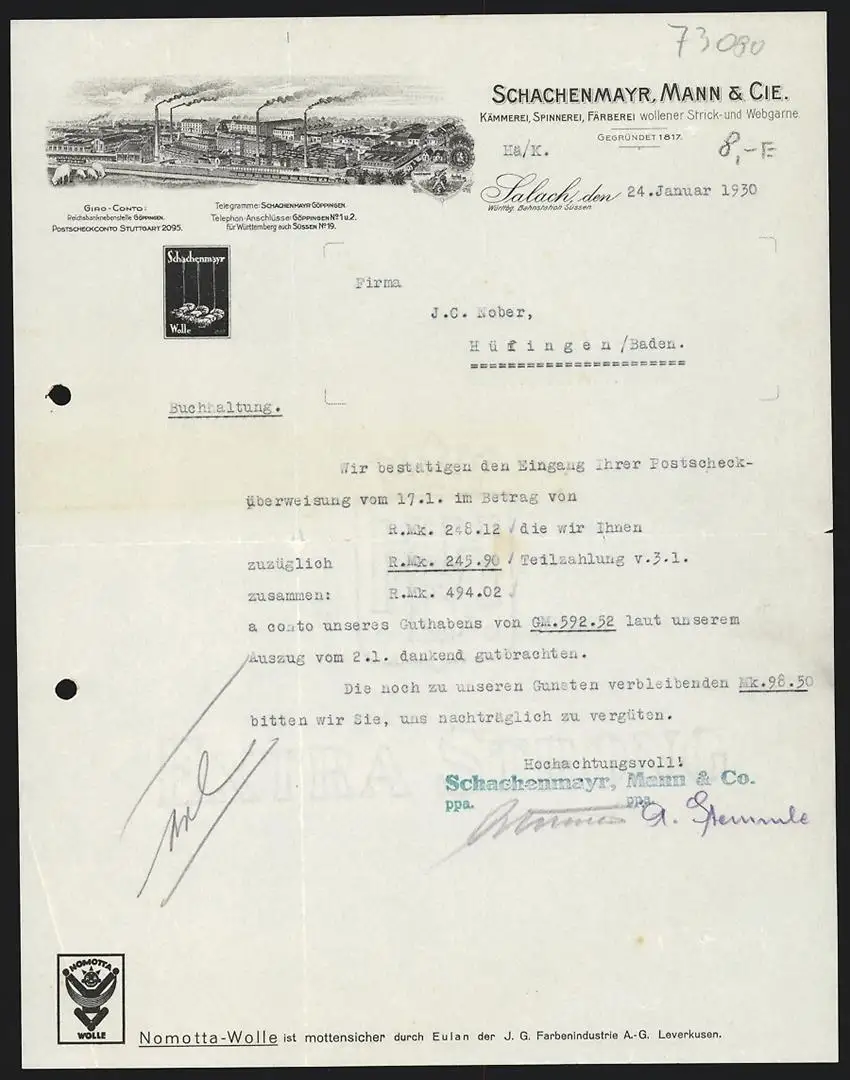 73090
SCHACHENMAYR, MANN & CIE.
KÄMMEREI, SPINNEREI, FÄRBEREI wollener Strick-und Webgarne.
GEGRÜNDET 1817.
Hä/K.
8,-E
Salach, den 24.Januar 1930
Württbg. Bahnstation Süssen
GIRO-CONTO:
Reichsbanknebenstelle GÖPPINGEN.
POSTSCHECKCONTO STUTTGART 2095.
Telegramme: SCHACHENMAYR GÖPPINGEN.
Telephon-Anschlüsse: GÖPPINGEN Nº 1 u. 2.
für Württemberg auch SÜSSEN Nº 19.
Schachenmayr
Wolle
Firma
J.C. Nober,
Hüfingen/Baden.
Buchhaltung.
Wir bestätigen den Eingang Ihrer Postscheck-
überweisung vom 17.1. im Betrag von
R.Mk. 248.12 die wir Ihnen
zuzüglich R.Mk. 245.90 Teilzahlung v.3.1.
zusammen: R.Mk. 494.02
a conto unseres Guthabens von GM.592.52 laut unserem
Auszug vom 2.1. dankend gutbrachten.
Die noch zu unseren Gunsten verbleibenden Mk.98.50
bitten wir Sie, uns nachträglich zu vergüten.
Hochachtungsvoll!
Schachenmayr, Mann & Co.
ppa. ppa.
A. Stemmle
NOMOTTA
WOLLE
Nomotta-Wolle ist mottensicher durch Eulan der J. G. Farbenindustrie A.-G. Leverkusen.